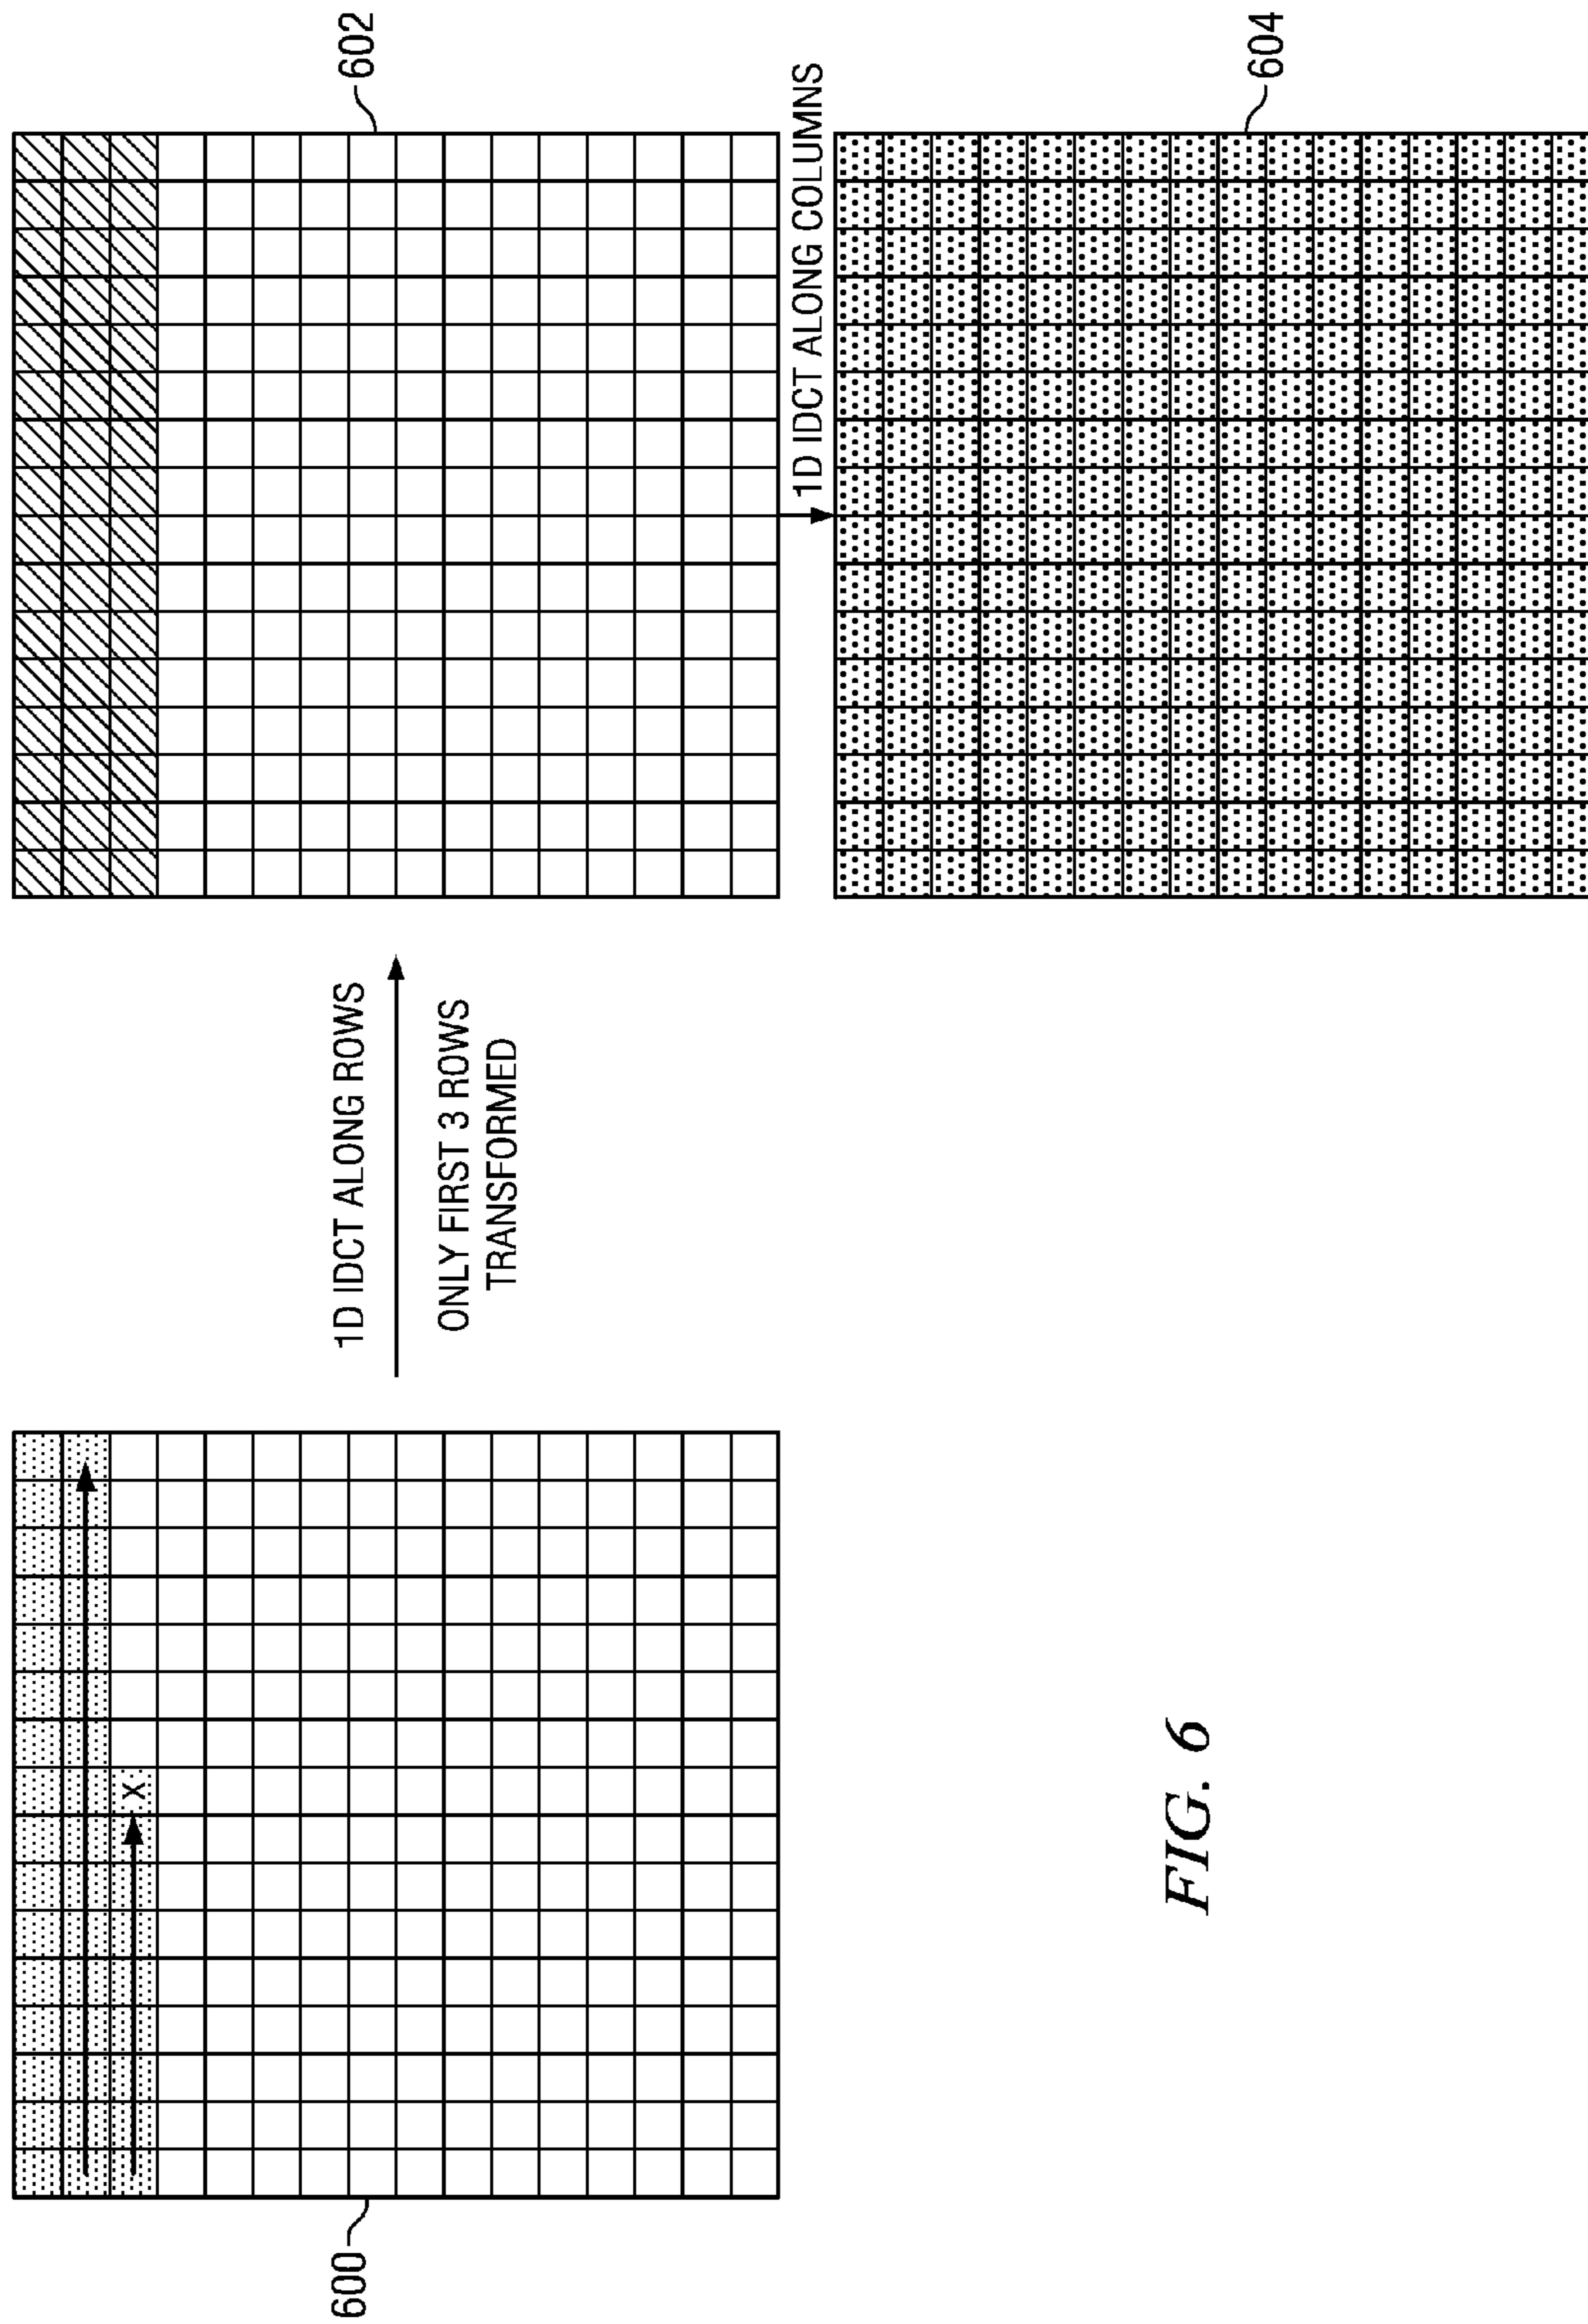 600
X
1D IDCT ALONG ROWS
ONLY FIRST 3 ROWS
TRANSFORMED
602
1D IDCT ALONG COLUMNS
604
FIG. 6